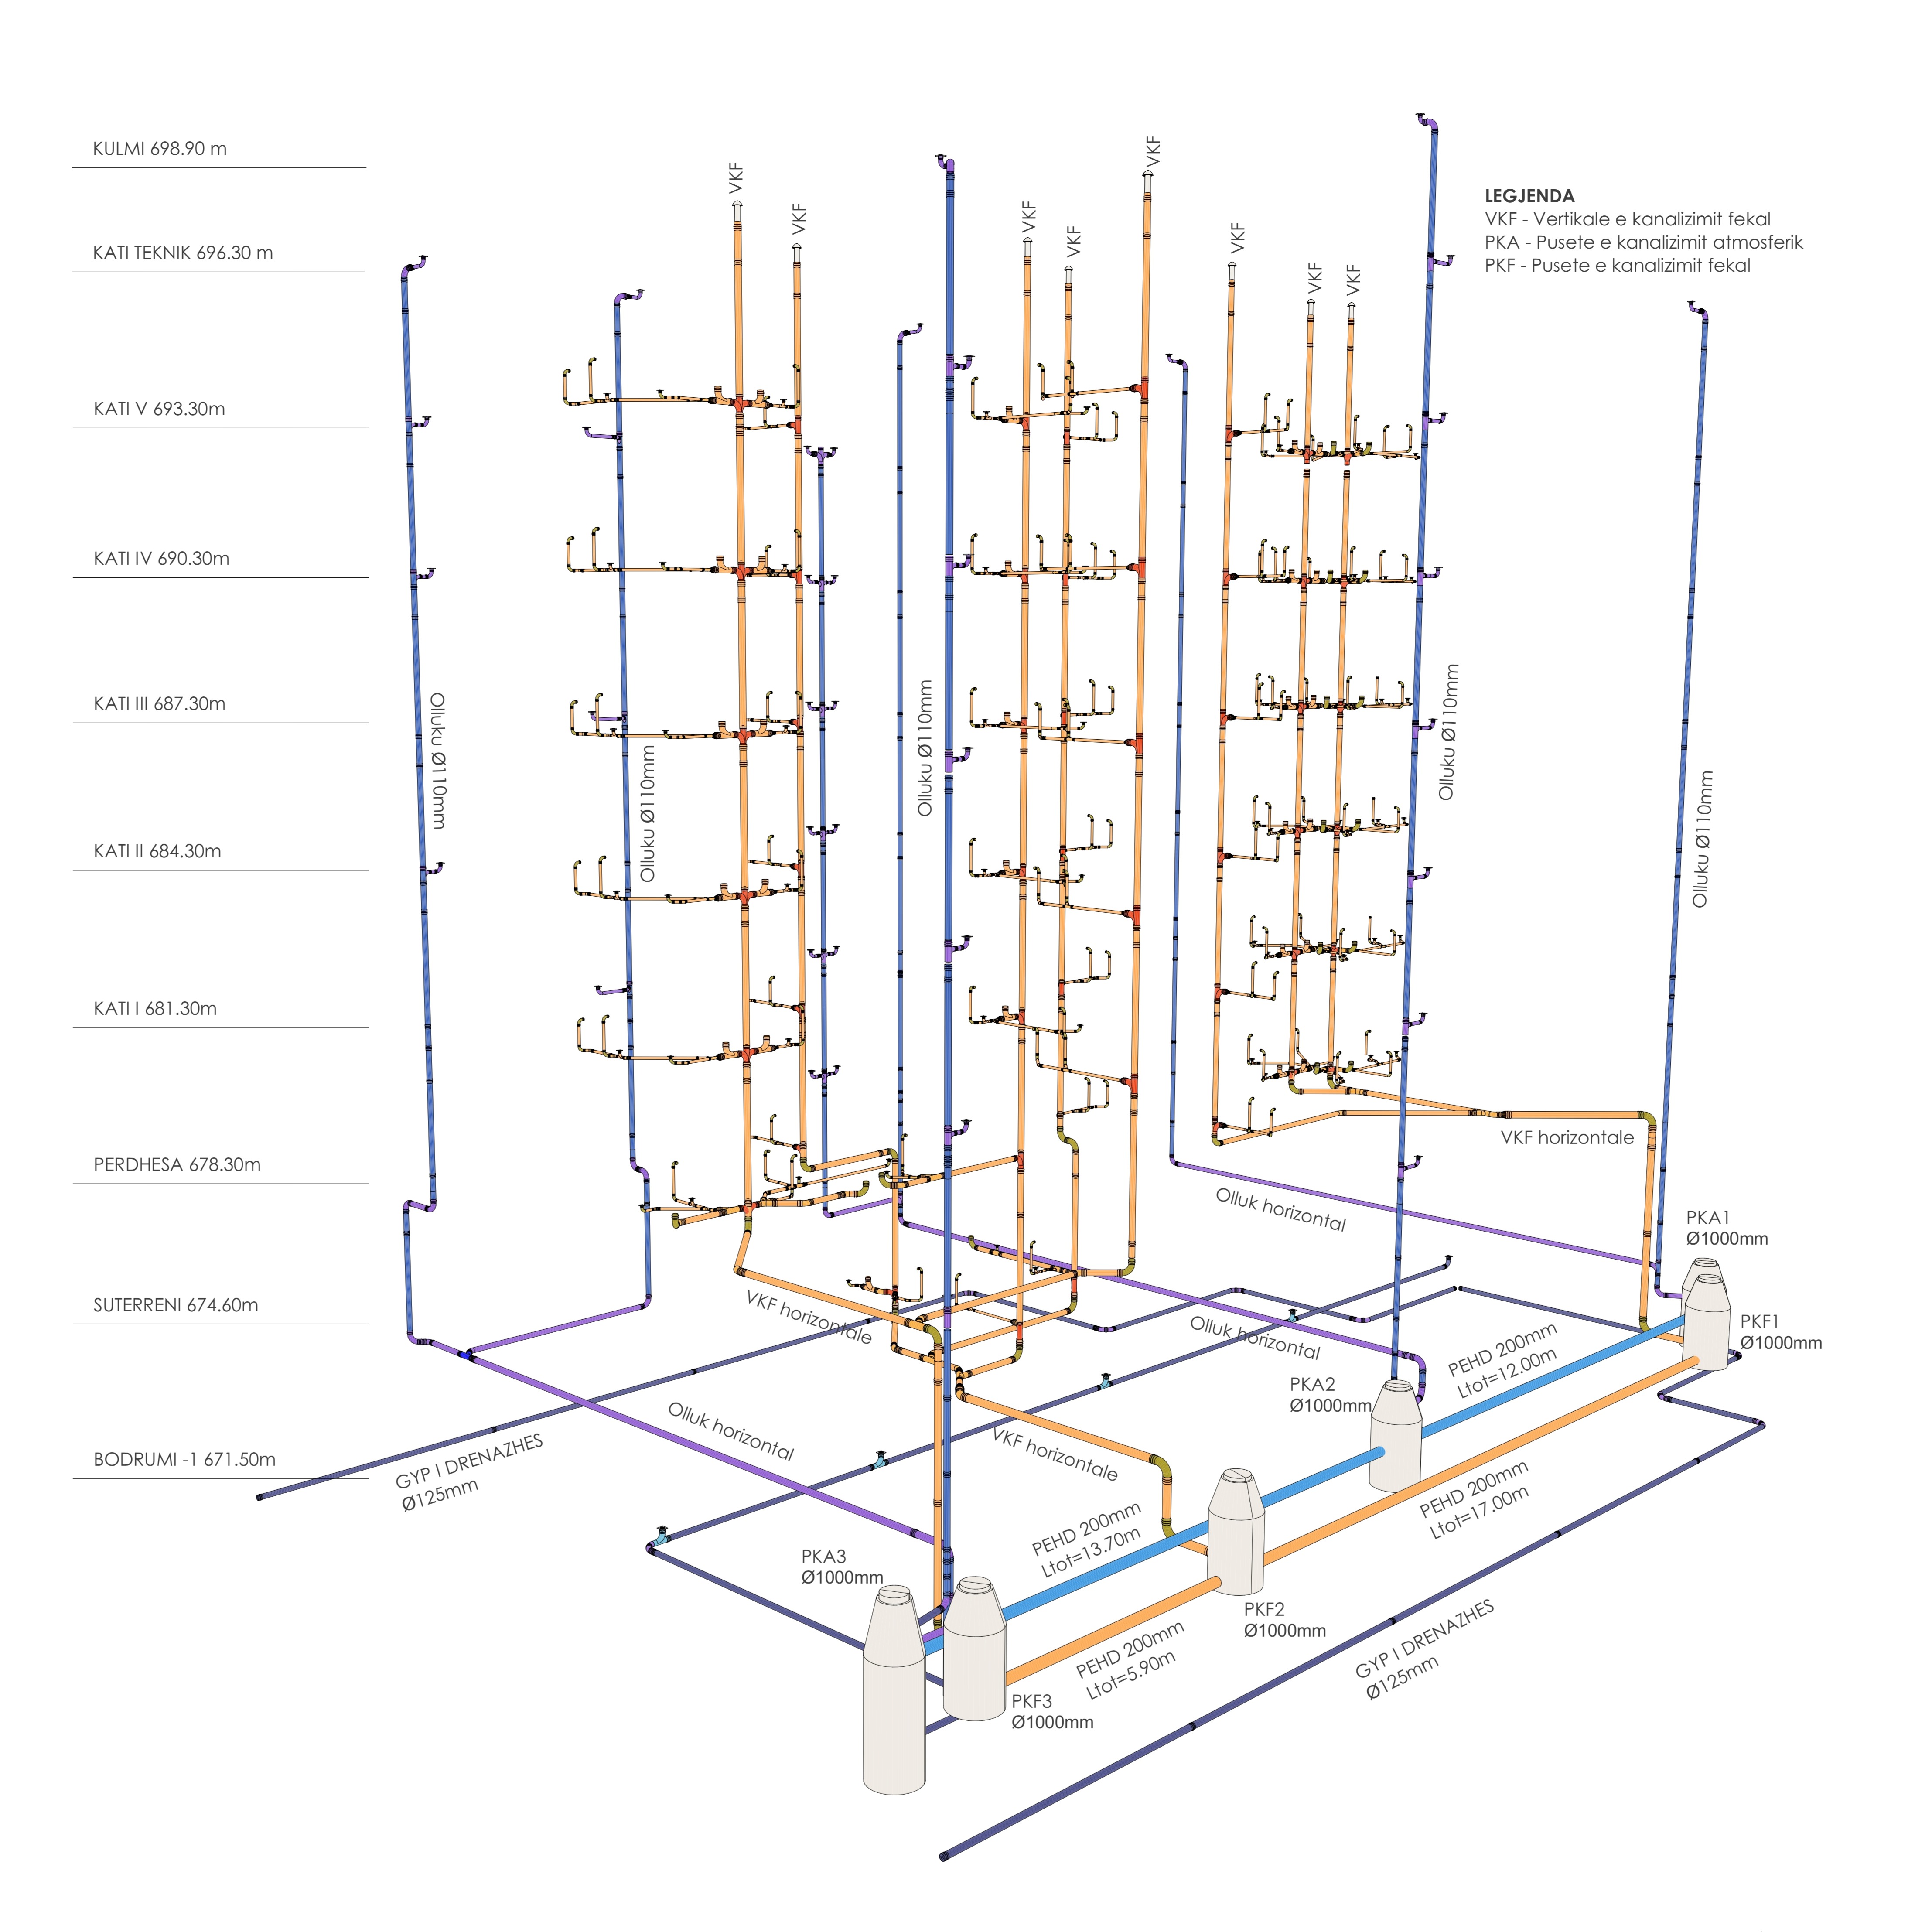 KULMI 698.90 m
KATI TEKNIK 696.30 m
KATI V 693.30m
KATI IV 690.30m
KATI III 687.30m
KATI II 684.30m
KATI I 681.30m
PERDHESA 678.30m
SUTERRENI 674.60m
BODRUMI -1 671.50m
VKF
VKF
VKF
VKF
VKF
VKF
VKF
VKF
LEGJENDA
VKF - Vertikale e kanalizimit fekal
PKA - Pusete e kanalizimit atmosferik
PKF - Pusete e kanalizimit fekal
Olluku Ø110mm
Olluku Ø110mm
Olluku Ø110mm
Olluku Ø110mm
Olluku Ø110mm
VKF horizontale
Olluk horizontal
PKA1
Ø1000mm
PKF1
Ø1000mm
VKF horizontale
Olluk horizontal
PEHD 200mm
Ltot=12.00m
PKA2
Ø1000mm
Olluk horizontal
VKF horizontale
GYP I DRENAZHES
Ø125mm
PEHD 200mm
Ltot=17.00m
PEHD 200mm
Ltot=13.70m
PKA3
Ø1000mm
PKF2
Ø1000mm
PEHD 200mm
Ltot=5.90m
GYP I DRENAZHES
Ø125mm
PKF3
Ø1000mm